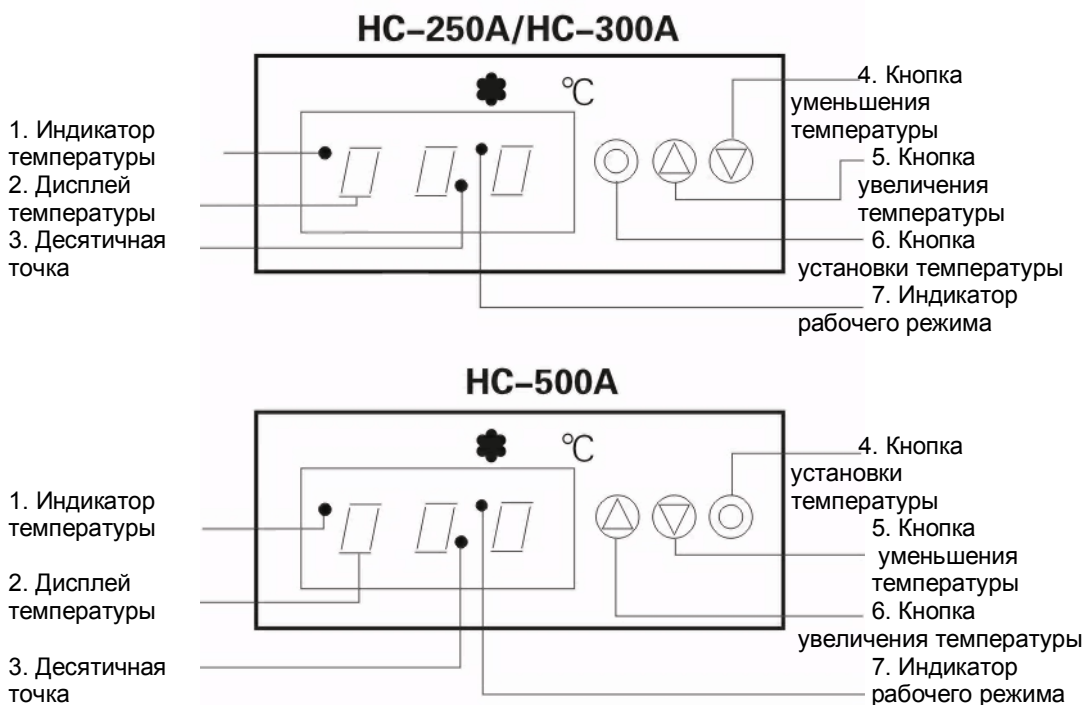 HC–250A/HC–300A
°C
1. Индикатор
температуры
2. Дисплей
температуры
3. Десятичная
точка
4. Кнопка
уменьшения
температуры
5. Кнопка
увеличения
температуры
6. Кнопка
установки температуры
7. Индикатор
рабочего режима
HC–500A
°C
1. Индикатор
температуры
2. Дисплей
температуры
3. Десятичная
точка
4. Кнопка
установки
температуры
5. Кнопка
уменьшения
температуры
6. Кнопка
увеличения температуры
7. Индикатор
рабочего режима